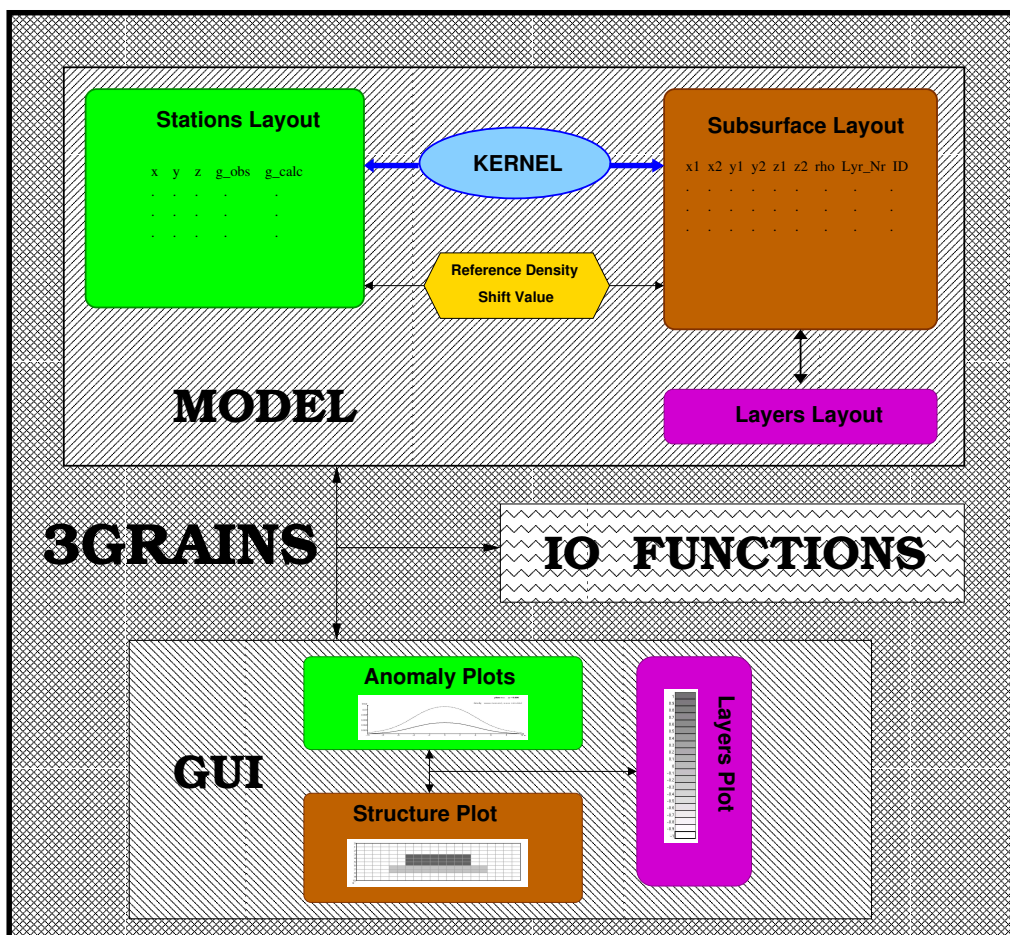 Stations Layout
x y z g_obs g_calc
. . . . .
. . . . .
. . . . .
KERNEL
Subsurface Layout
x1 x2 y1 y2 z1 z2 rho Lyr_Nr ID
. . . . . . . . .
. . . . . . . . .
. . . . . . . . .
Reference Density
Shift Value
MODEL
Layers Layout
3GRAINS
IO FUNCTIONS
Anomaly Plots
GUI
Structure Plot
Layers Plot